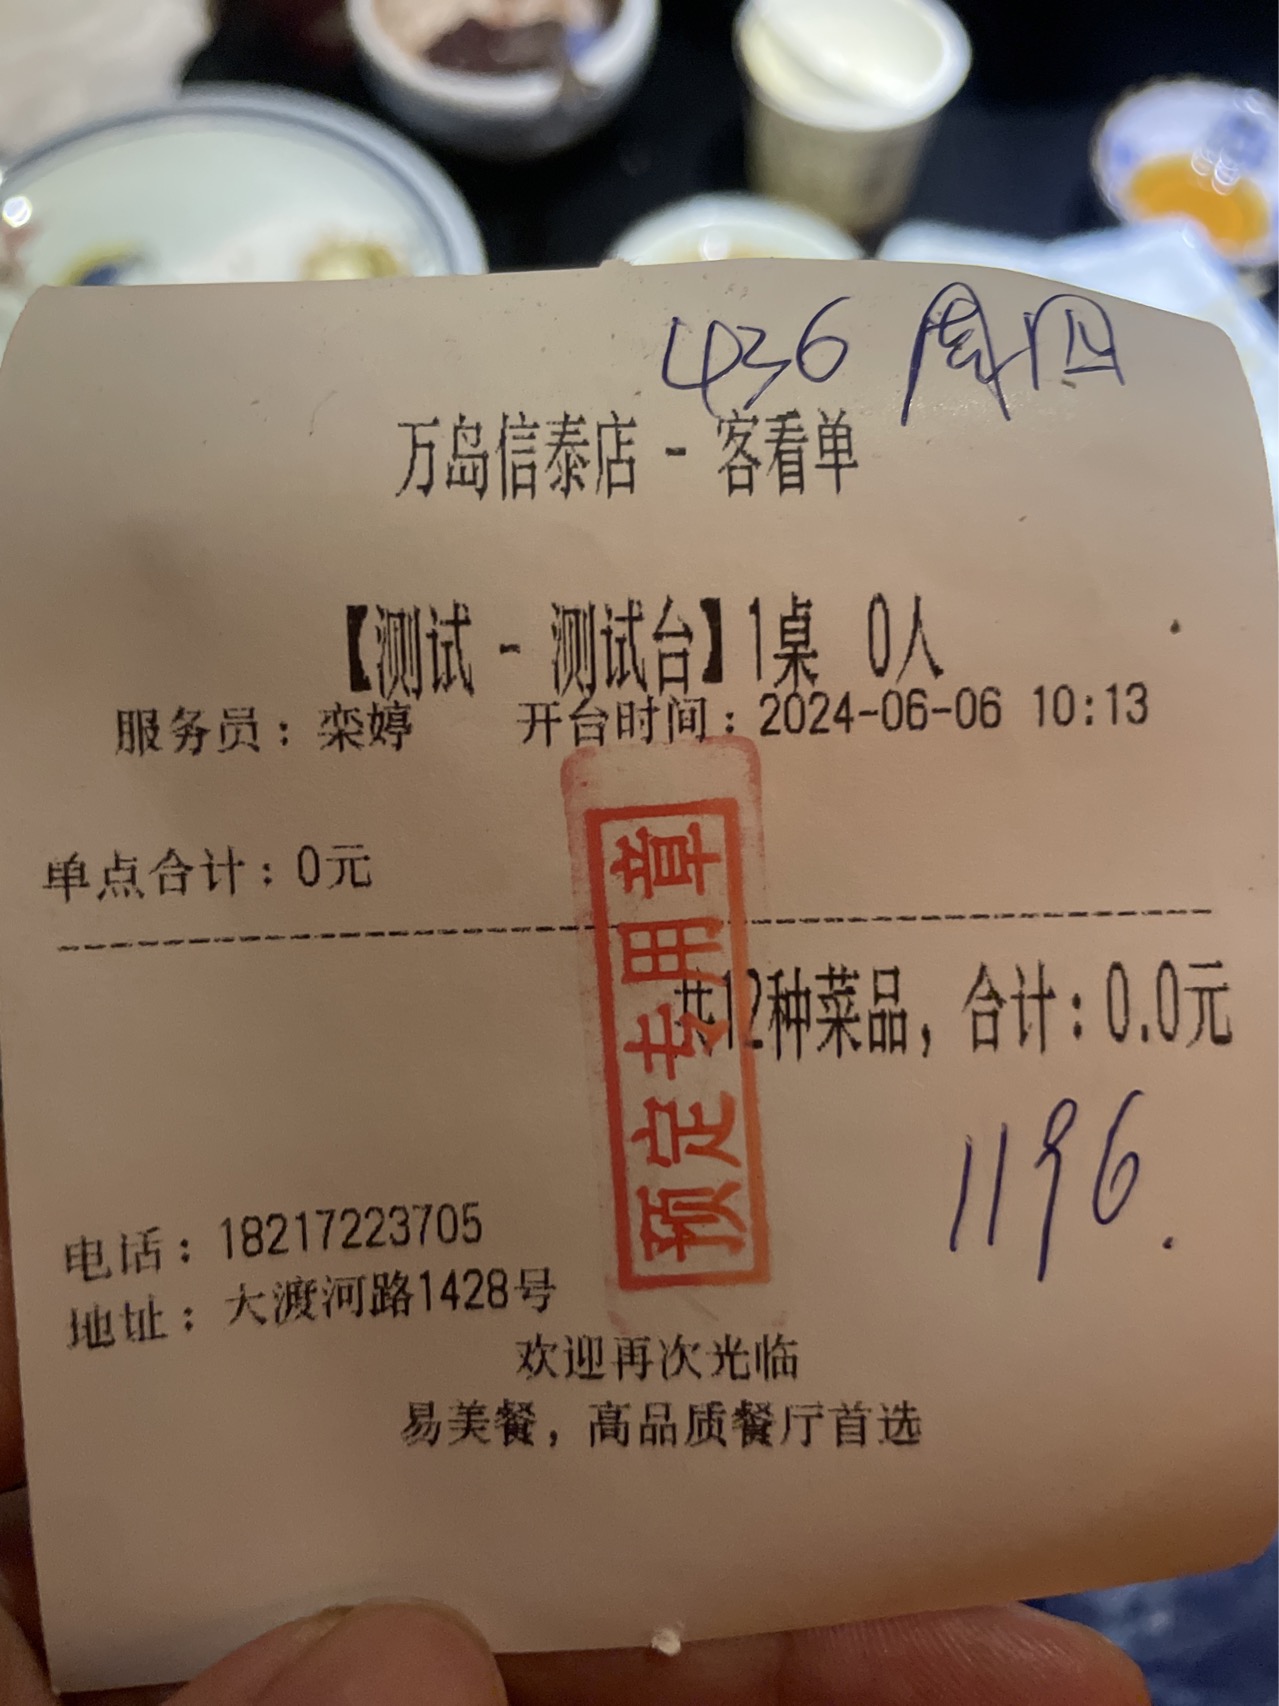 436 周四
万岛信泰店 - 客看单
【测试 - 测试台】1桌 0人
服务员：栾婷 开台时间：2024-06-06 10:13
单点合计：0元
共12种菜品，合计：0.0元
1196.
预定专用章
电话：18217223705
地址：大渡河路1428号
欢迎再次光临
易美餐，高品质餐厅首选